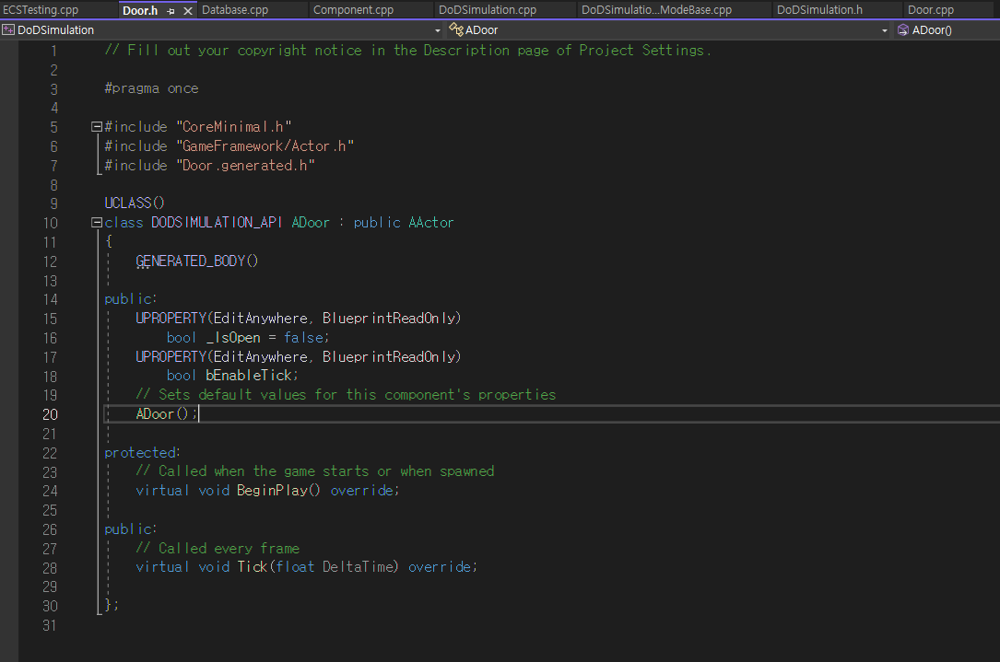 ECSTesting.cpp
Door.h
Database.cpp
Component.cpp
DoDSimulation.cpp
DoDSimulatio...ModeBase.cpp
DoDSimulation.h
Door.cpp
DoDSimulation
ADoor
ADoor()
1 // Fill out your copyright notice in the Description page of Project Settings.
2
3 #pragma once
4
5 #include "CoreMinimal.h"
6 #include "GameFramework/Actor.h"
7 #include "Door.generated.h"
8
9 UCLASS()
10 class DODSIMULATION_API ADoor : public AActor
11 {
12 GENERATED_BODY()
13
14 public:
15 UPROPERTY(EditAnywhere, BlueprintReadOnly)
16 bool _IsOpen = false;
17 UPROPERTY(EditAnywhere, BlueprintReadOnly)
18 bool bEnableTick;
19 // Sets default values for this component's properties
20 ADoor();
21
22 protected:
23 // Called when the game starts or when spawned
24 virtual void BeginPlay() override;
25
26 public:
27 // Called every frame
28 virtual void Tick(float DeltaTime) override;
29
30 };
31